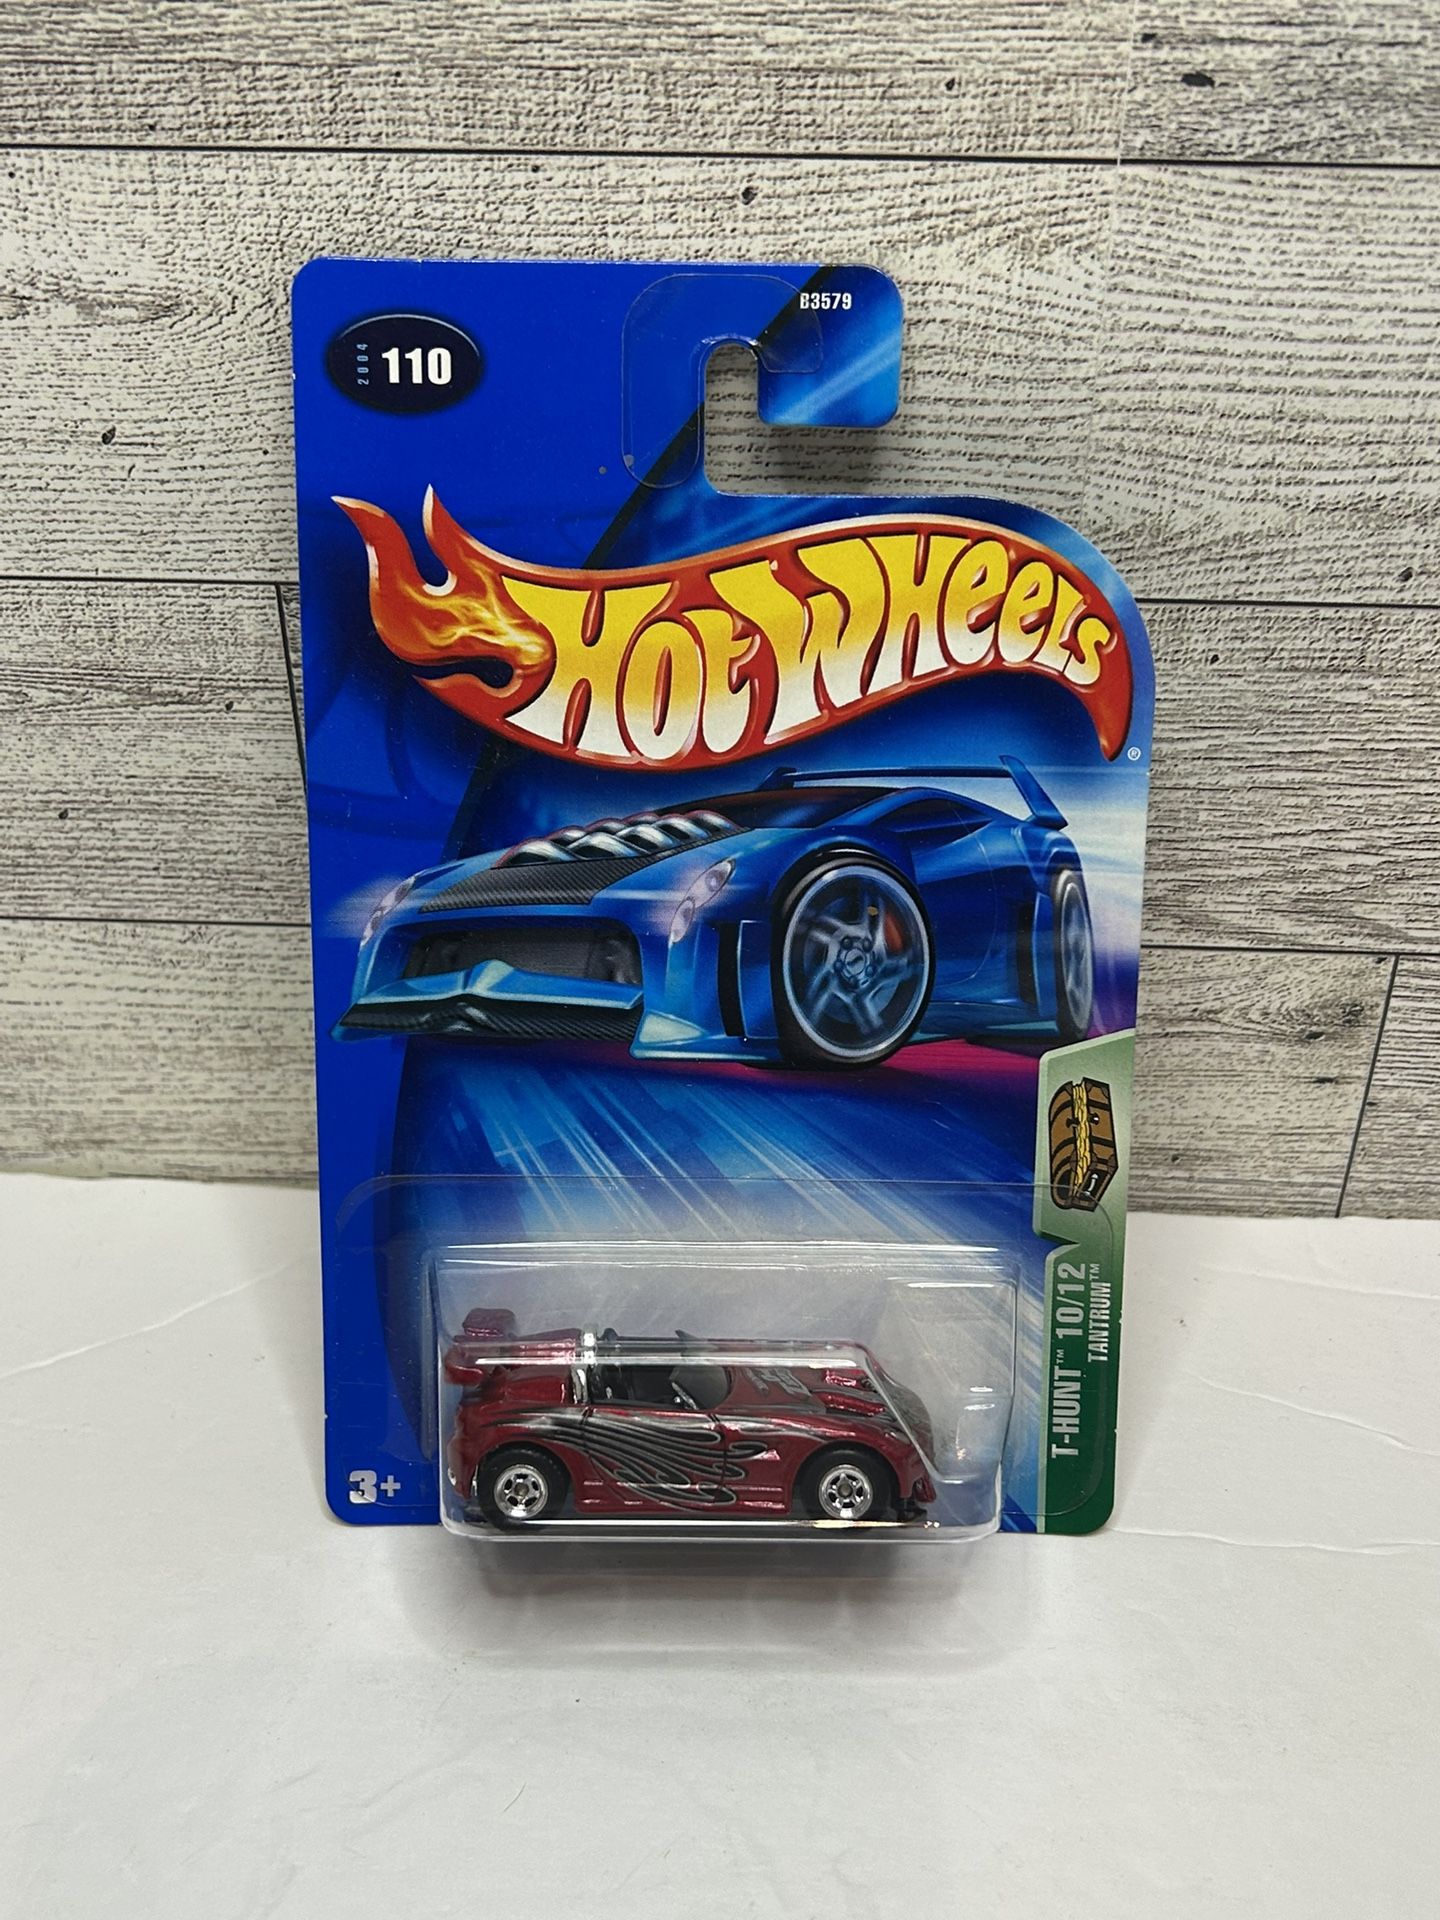 B3579
2004
110
HOT WHEELS
®
T-HUNT™ 10/12
TANTRUM™
3+